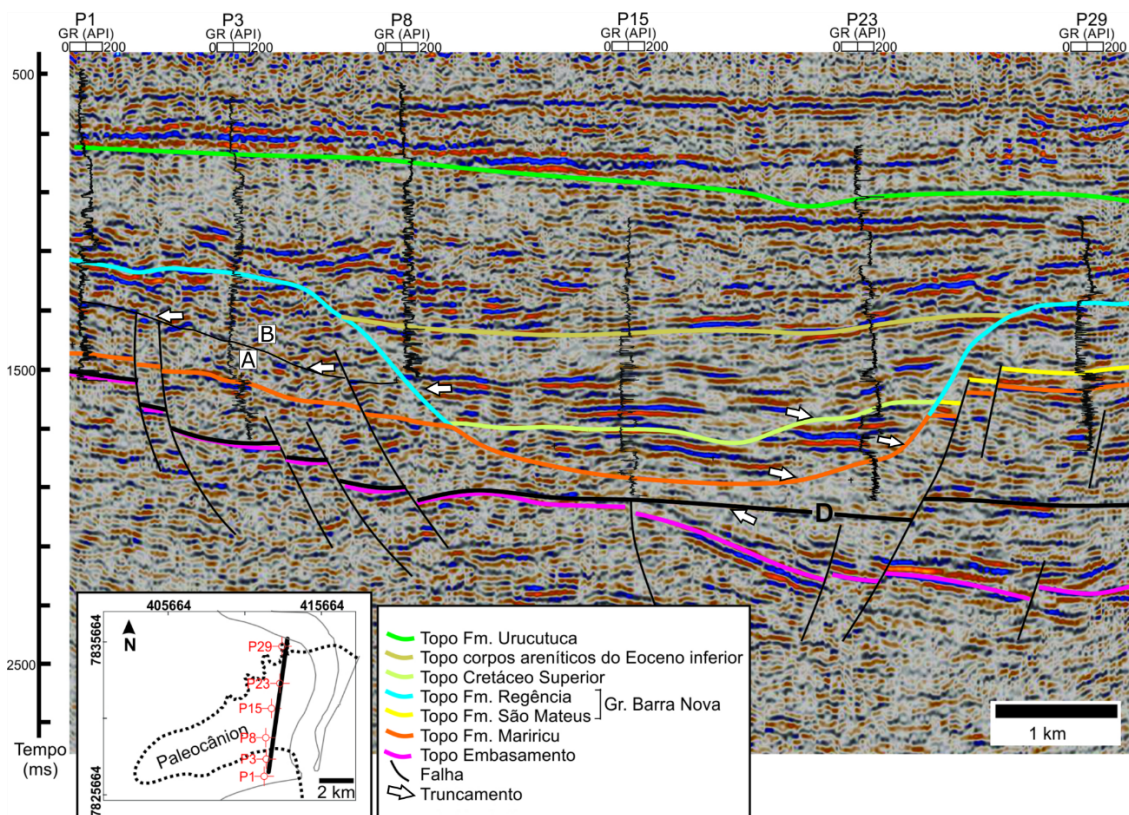 P1 P3 P8 P15 P23 P29
GR (API) GR (API) GR (API) GR (API) GR (API) GR (API)
0 200 0 200 0 200 0 200 0 200 0 200
500
B
A
1500
D
2500
Tempo
(ms)
405664 415664
7835664
N
P29
P23
P15
P8
P3
P1
Paleocânion
7825664
2 km
Topo Fm. Urucutuca
Topo corpos areníticos do Eoceno inferior
Topo Cretáceo Superior
Topo Fm. Regência
Topo Fm. São Mateus
Gr. Barra Nova
Topo Fm. Mariricu
Topo Embasamento
Falha
Truncamento
1 km